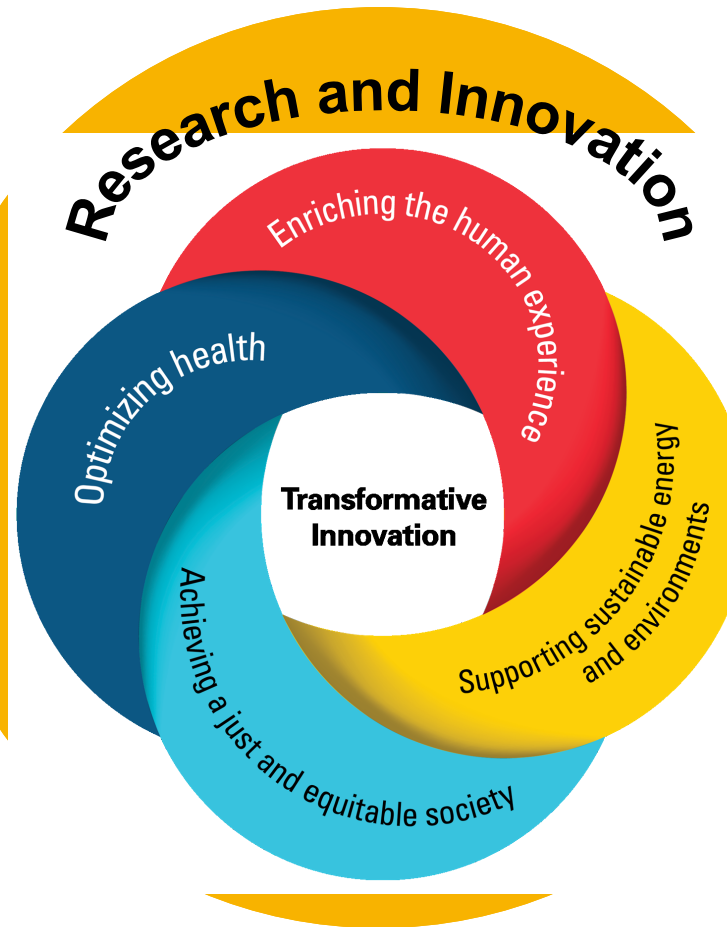 Research and Innovation
Enriching the human experience
Optimizing health
Transformative
Innovation
Supporting sustainable energy
and environments
Achieving a just and equitable society